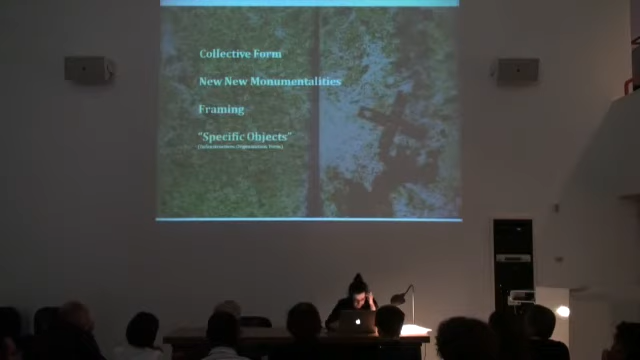 Collective Form
New New Monumentalities
Framing
"Specific Objects"